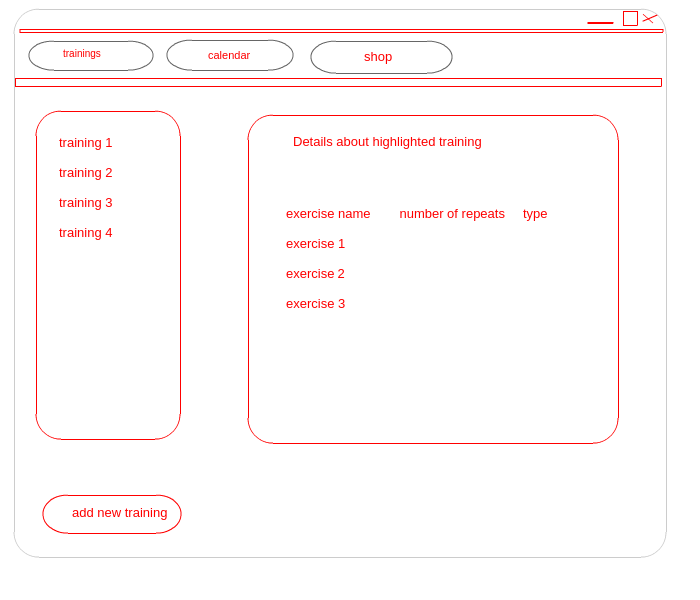 trainings calendar shop
training 1
training 2
training 3
training 4
Details about highlighted training
exercise name number of repeats type
exercise 1
exercise 2
exercise 3
add new training